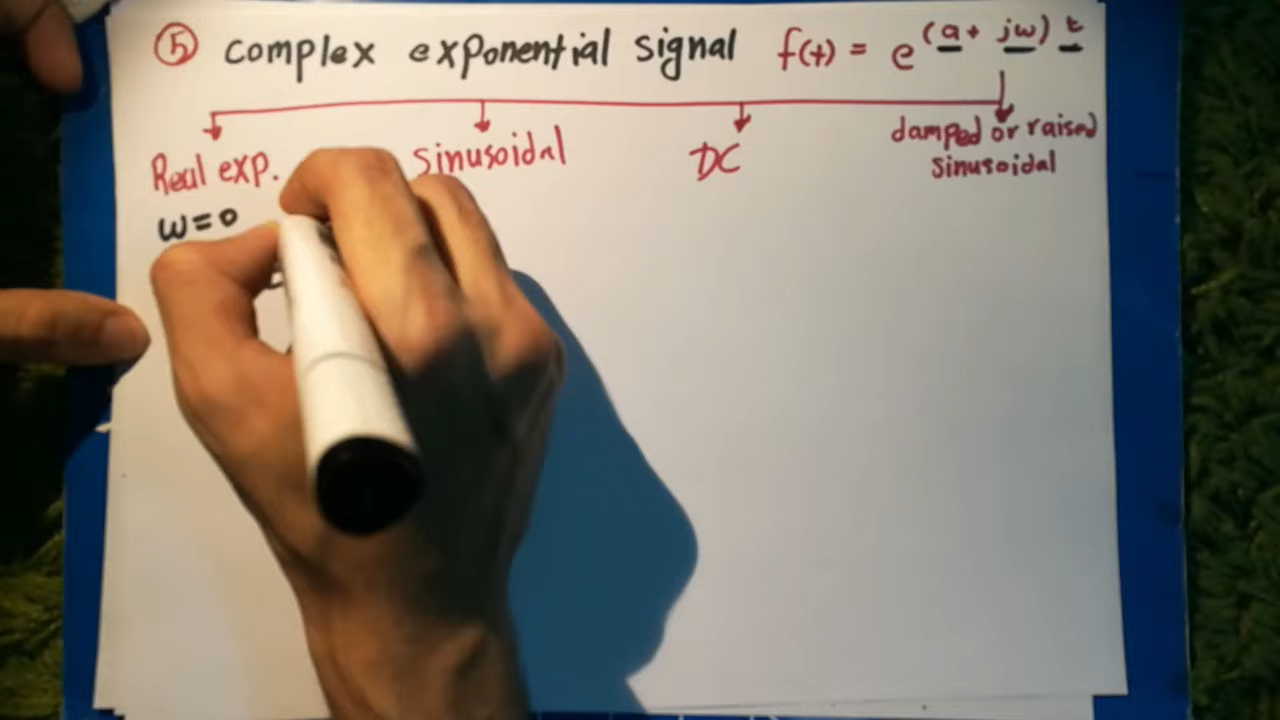 ⑤ complex exponential signal f(t) = e^(a+ jω) t
Real exp. sinusoidal DC damped or raised
sinusoidal
ω=0